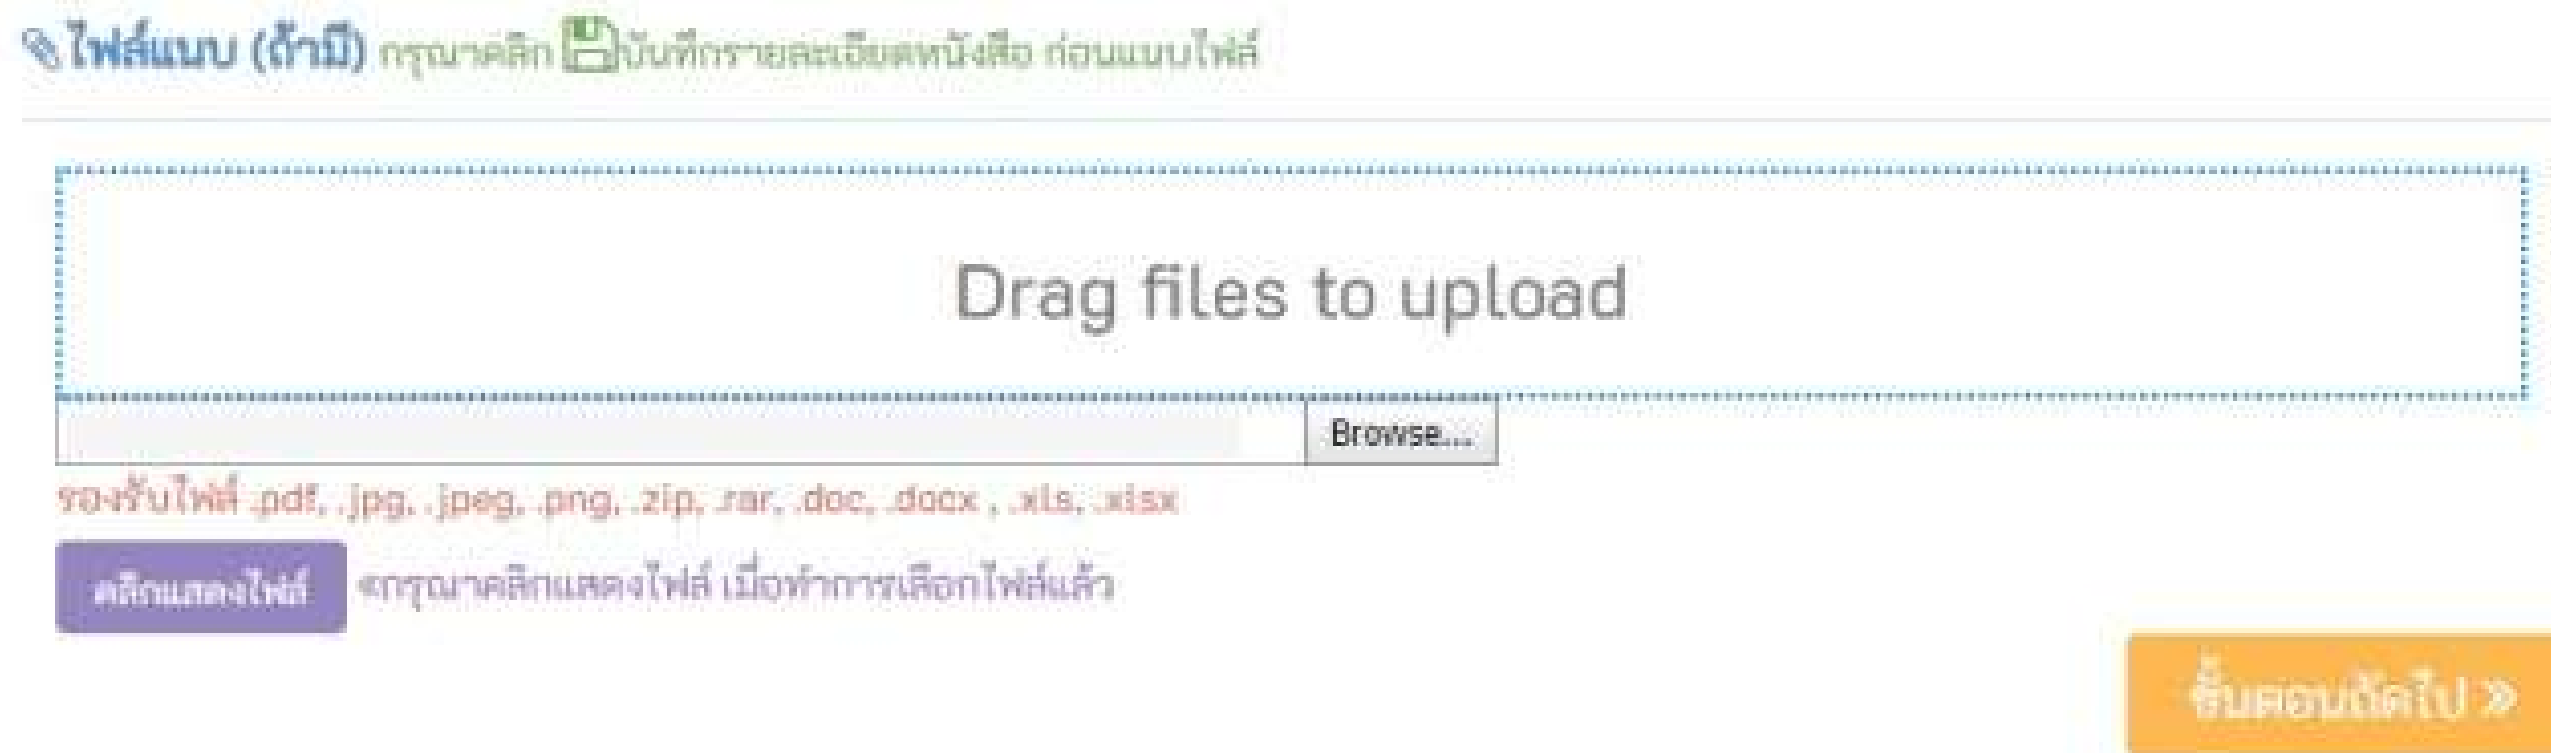 ไฟล์แนบ (ถ้ามี) กรุณาคลิก บันทึกรายละเอียดหนังสือ ก่อนแนบไฟล์
Drag files to upload
Browse...
รองรับไฟล์ .pdf, .jpg, .jpeg, .png, .zip, .rar, .doc, .docx , .xls, .xlsx
คลิกแสดงไฟล์ «กรุณาคลิกแสดงไฟล์ เมื่อทำการเลือกไฟล์แล้ว
ขั้นตอนถัดไป »